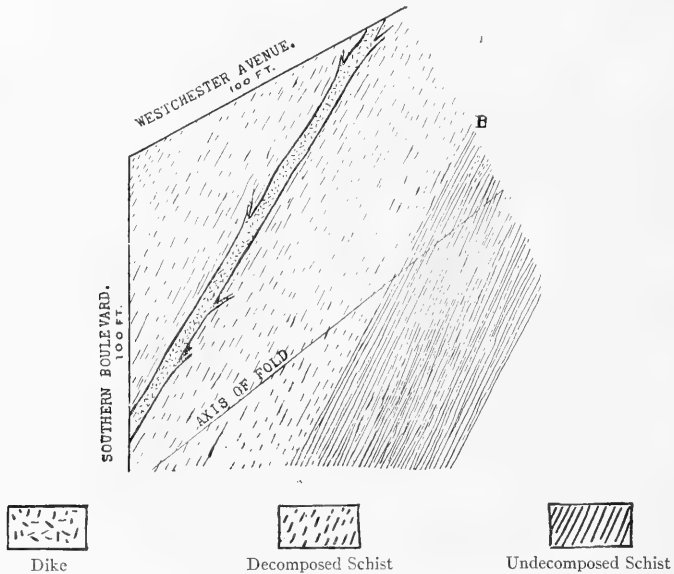 WESTCHESTER AVENUE.
100 FT.
B
SOUTHERN BOULEVARD.
100 FT.
AXIS OF FOLD
Dike
Decomposed Schist
Undecomposed Schist